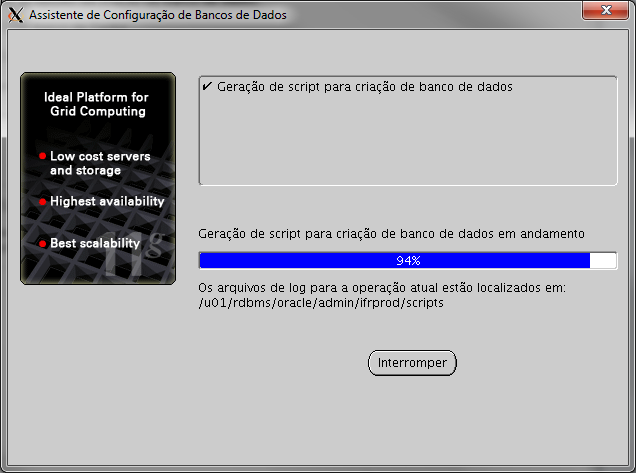 Assistente de Configuração de Bancos de Dados
Ideal Platform for
Grid Computing
Low cost servers
and storage
Highest availability
Best scalability
11g
✔ Geração de script para criação de banco de dados
Geração de script para criação de banco de dados em andamento
94%
Os arquivos de log para a operação atual estão localizados em:
/u01/rdbms/oracle/admin/ifrprod/scripts
Interromper